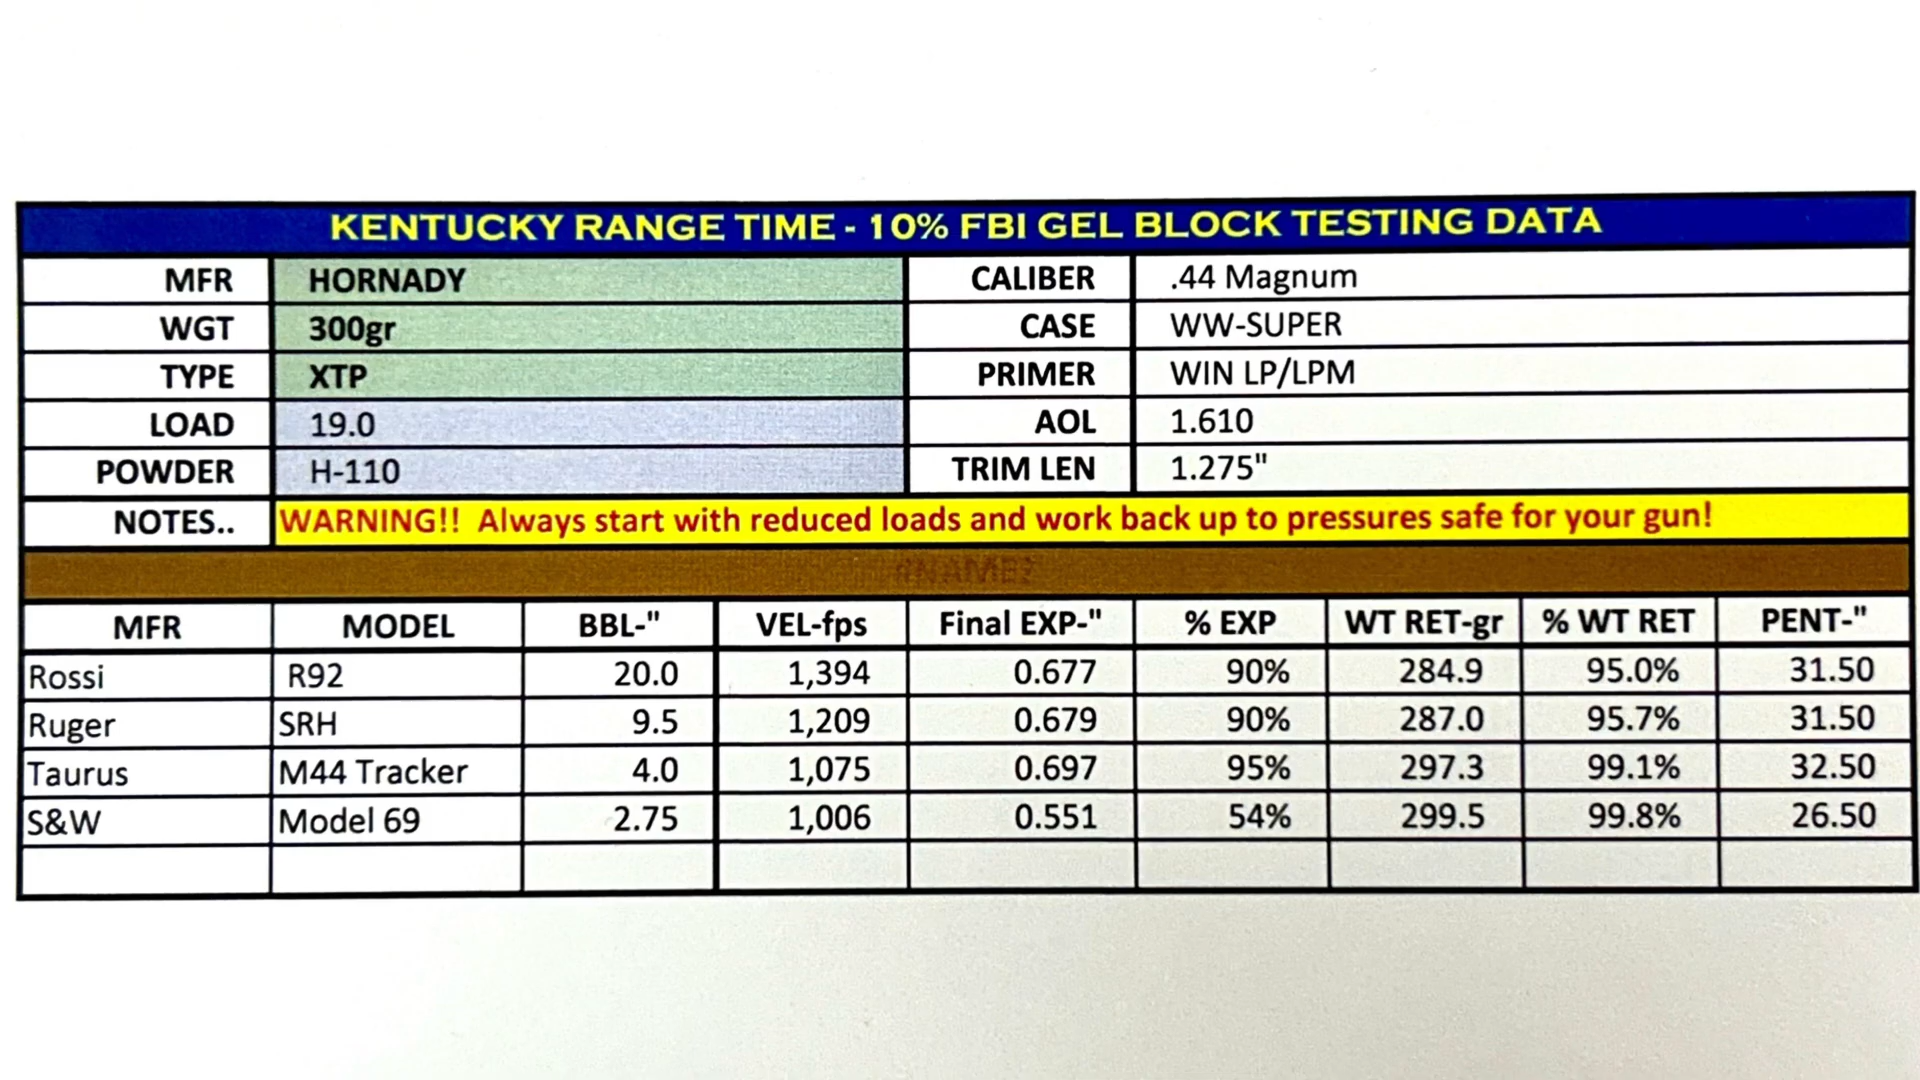 KENTUCKY RANGE TIME - 10% FBI GEL BLOCK TESTING DATA
MFR HORNADY CALIBER .44 Magnum
WGT 300gr CASE WW-SUPER
TYPE XTP PRIMER WIN LP/LPM
LOAD 19.0 AOL 1.610
POWDER H-110 TRIM LEN 1.275"
NOTES.. WARNING!! Always start with reduced loads and work back up to pressures safe for your gun!
#NAME?
MFR MODEL BBL-" VEL-fps Final EXP-" % EXP WT RET-gr % WT RET PENT-"
Rossi R92 20.0 1,394 0.677 90% 284.9 95.0% 31.50
Ruger SRH 9.5 1,209 0.679 90% 287.0 95.7% 31.50
Taurus M44 Tracker 4.0 1,075 0.697 95% 297.3 99.1% 32.50
S&W Model 69 2.75 1,006 0.551 54% 299.5 99.8% 26.50